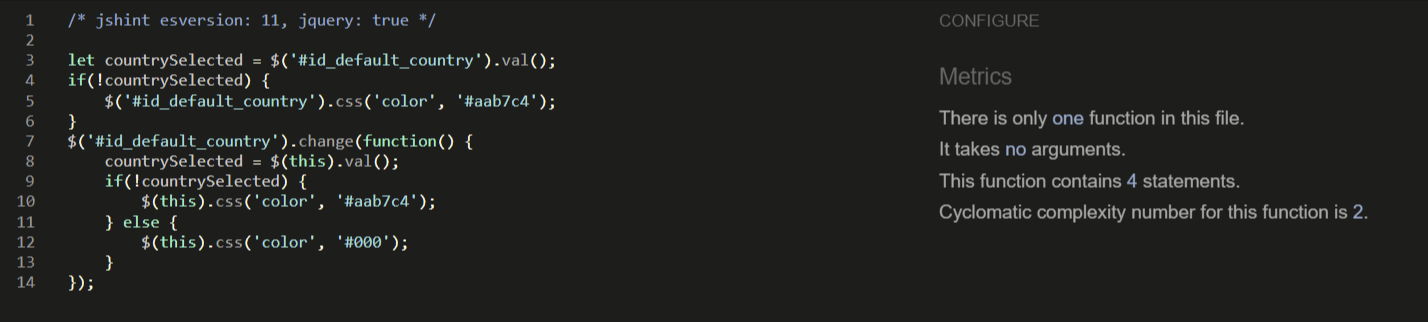 1 /* jshint esversion: 11, jquery: true */
2
3 let countrySelected = $('#id_default_country').val();
4 if(!countrySelected) {
5     $('#id_default_country').css('color', '#aab7c4');
6 }
7 $('#id_default_country').change(function() {
8     countrySelected = $(this).val();
9     if(!countrySelected) {
10         $(this).css('color', '#aab7c4');
11     } else {
12         $(this).css('color', '#000');
13     }
14 });
CONFIGURE
Metrics
There is only one function in this file.
It takes no arguments.
This function contains 4 statements.
Cyclomatic complexity number for this function is 2.